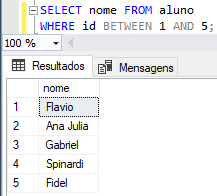 SELECT nome FROM aluno
WHERE id BETWEEN 1 AND 5;
100 %
Resultados Mensagens
nome
1 Flavio
2 Ana Julia
3 Gabriel
4 Spinardi
5 Fidel